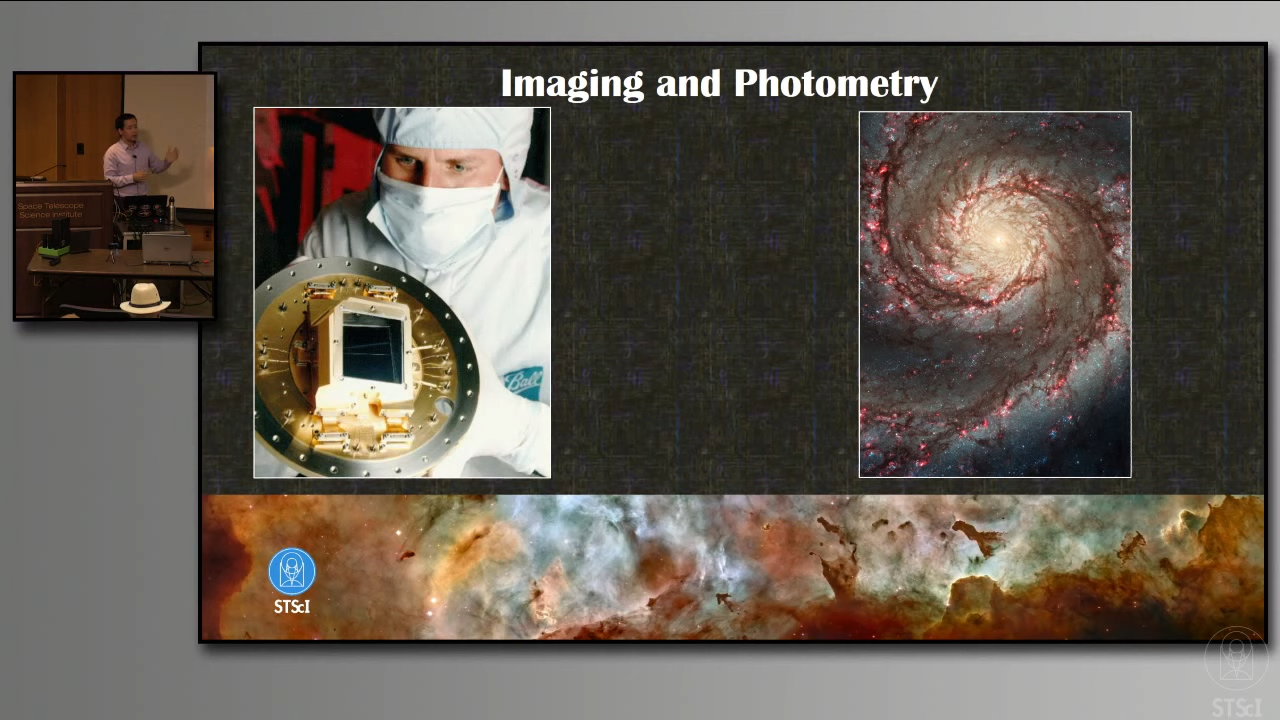 Imaging and Photometry
Space Telescope
Science Institute
Ball
STScI
STScI